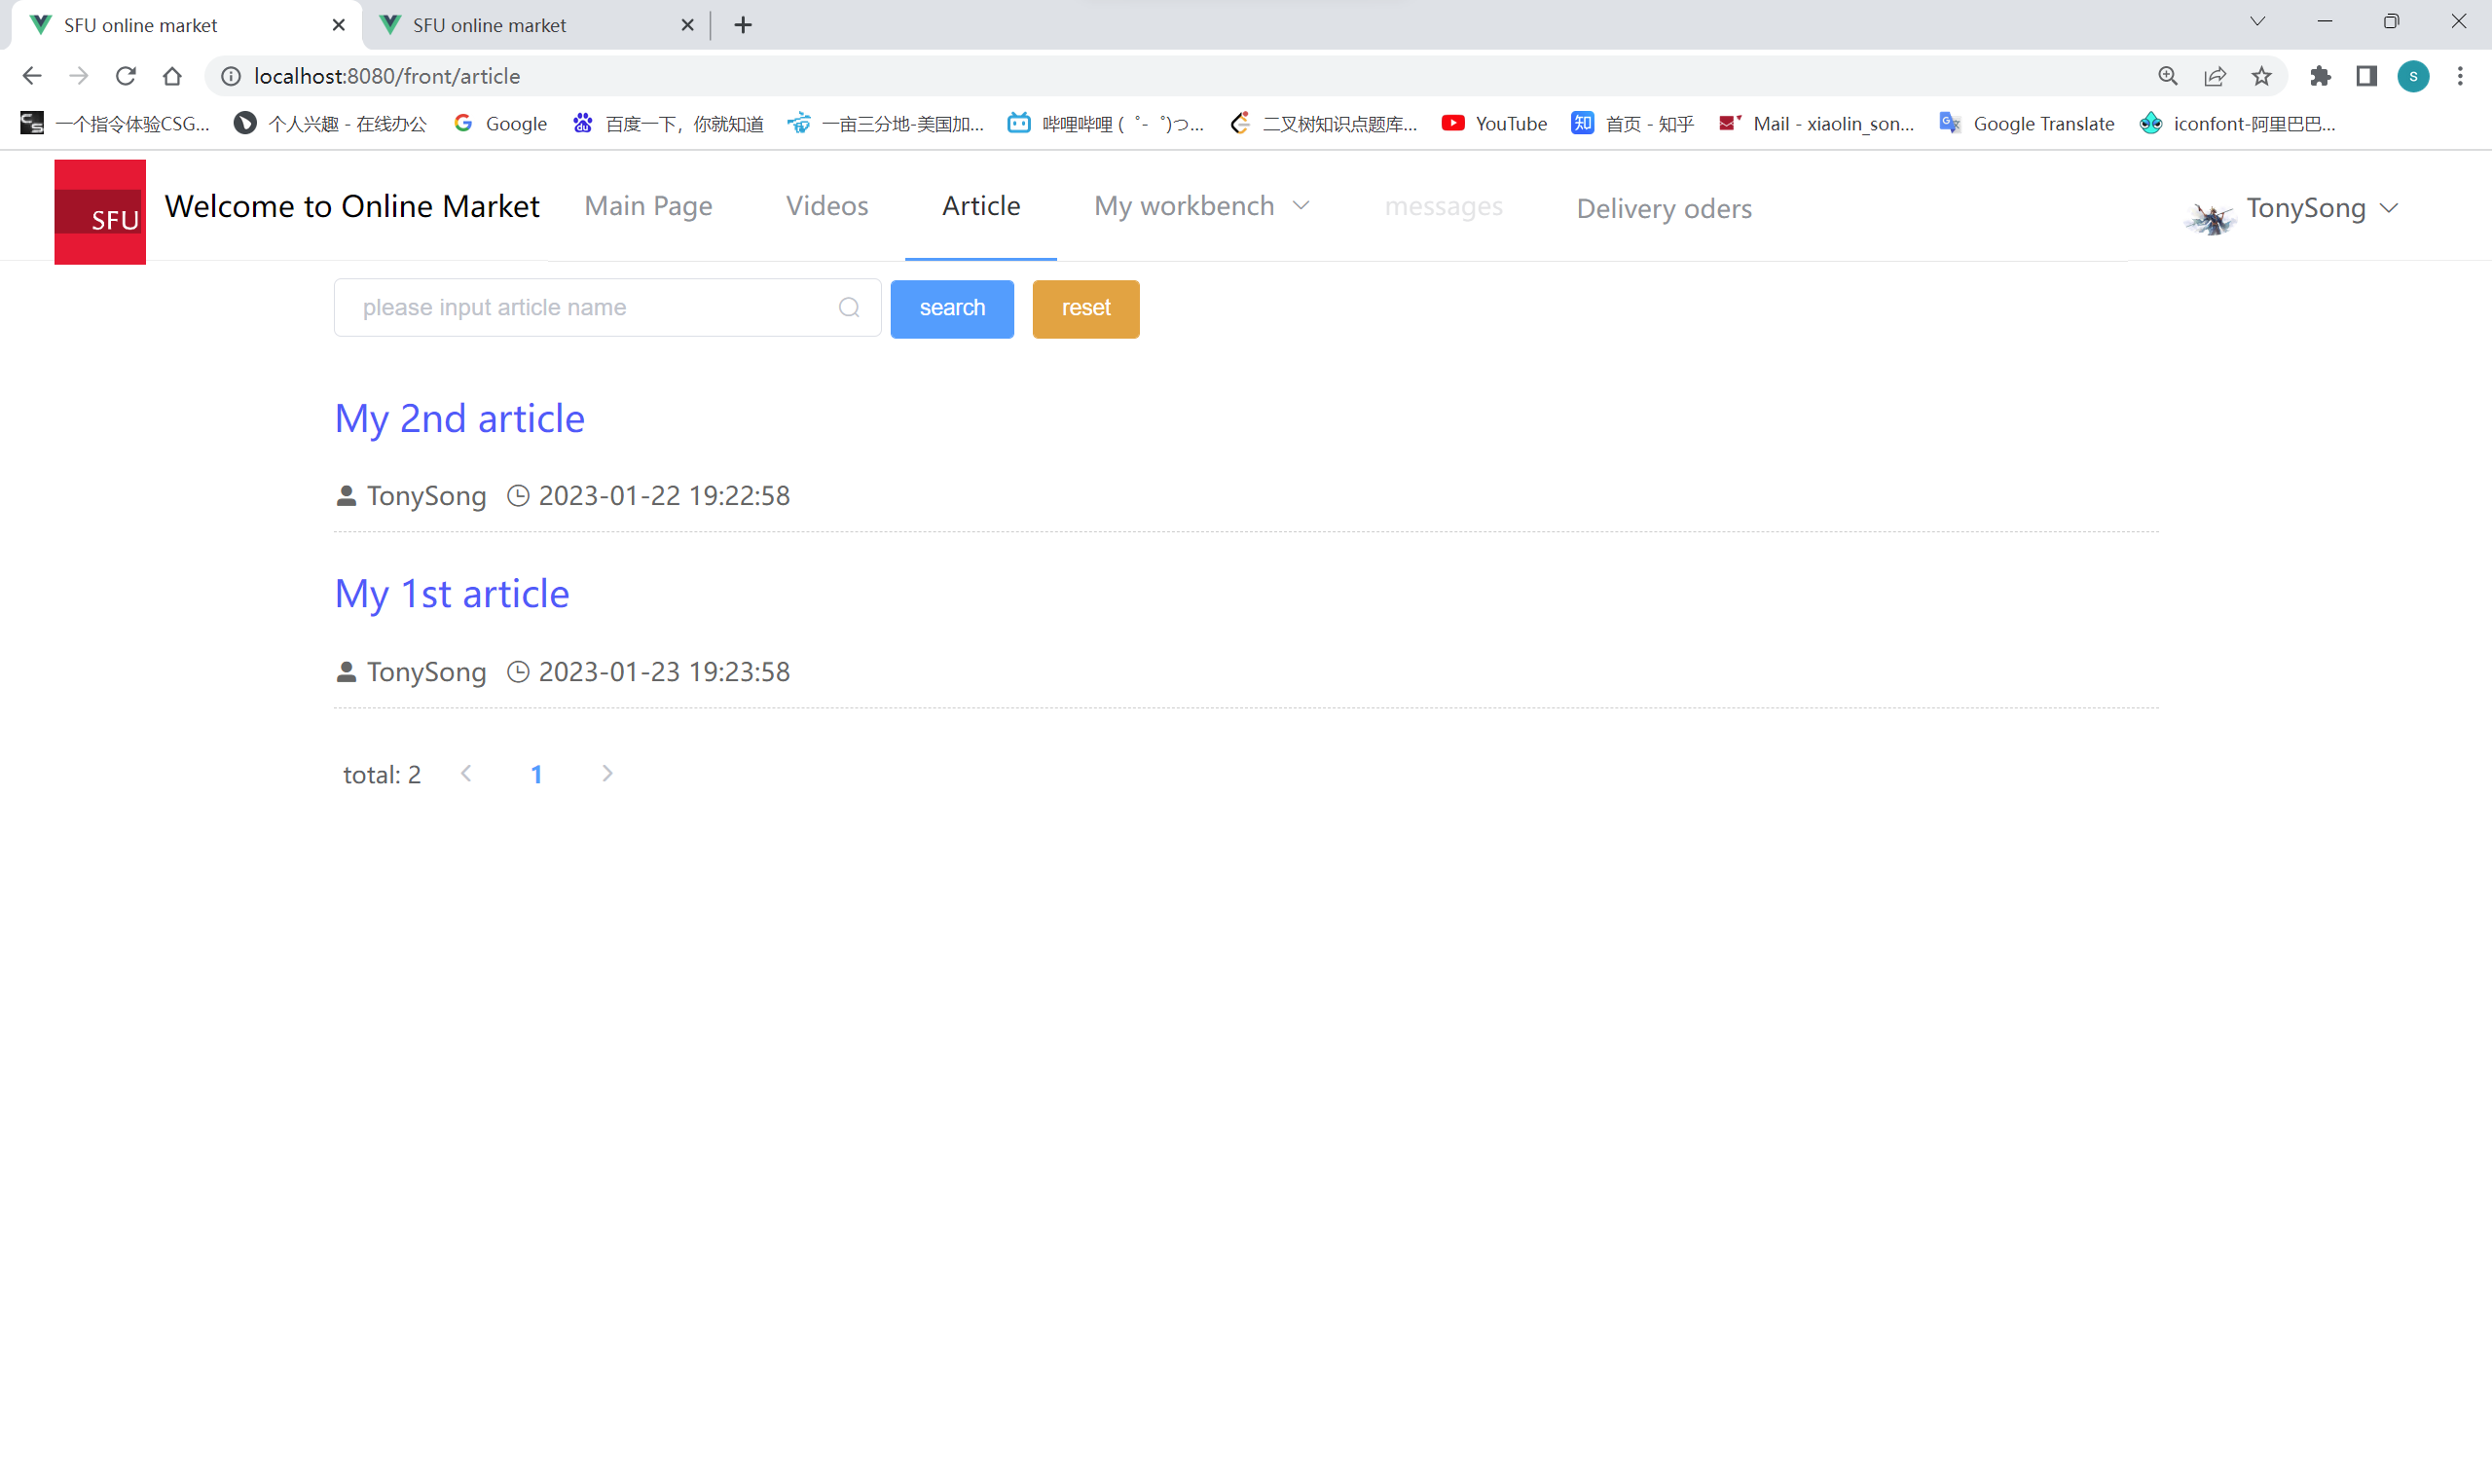 SFU online market
SFU online market
localhost:8080/front/article
s
一个指令体验CSG...
个人兴趣 - 在线办公
Google
百度一下，你就知道
一亩三分地-美国加...
哔哩哔哩 ( ゜- ゜)つ...
二叉树知识点题库...
YouTube
知 首页 - 知乎
Mail - xiaolin_son...
Google Translate
iconfont-阿里巴巴...
SFU
Welcome to Online Market
Main Page
Videos
Article
My workbench
messages
Delivery oders
TonySong
please input article name
search
reset
My 2nd article
TonySong 2023-01-22 19:22:58
My 1st article
TonySong 2023-01-23 19:23:58
total: 2
1